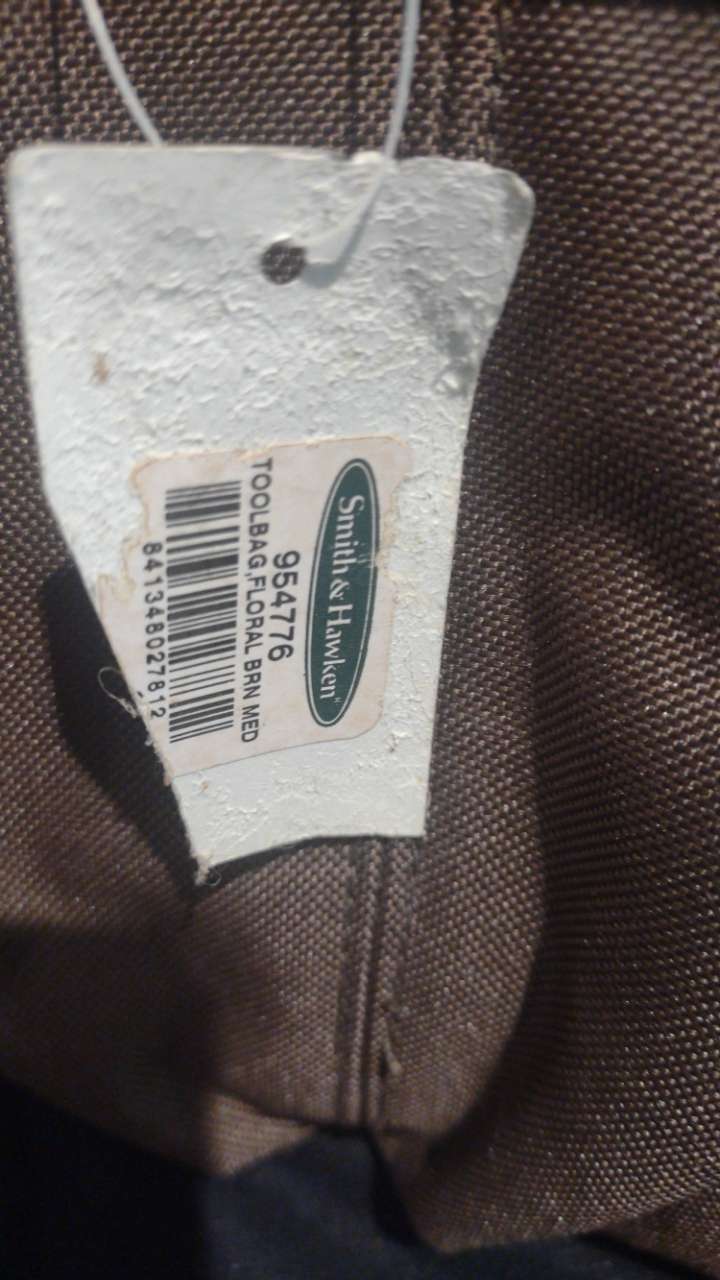 Smith & Hawken
954776
TOOLBAG,FLORAL BRN MED
841348027812